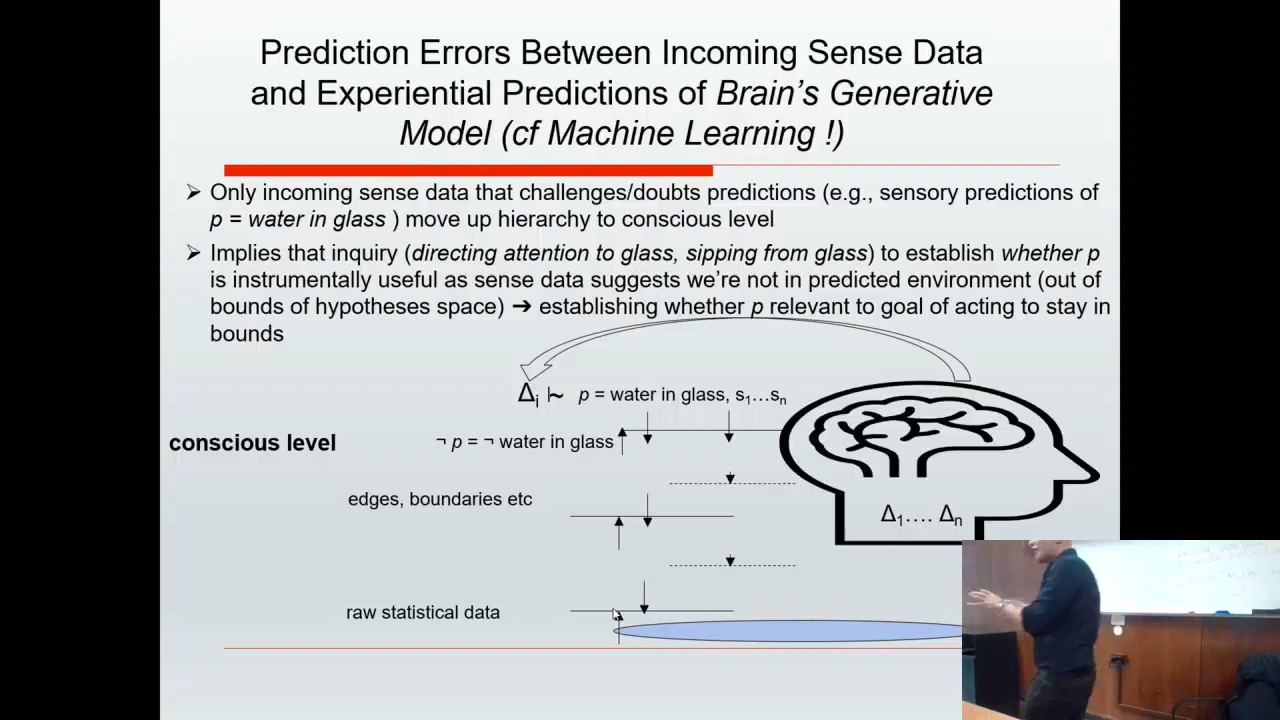 Prediction Errors Between Incoming Sense Data
and Experiential Predictions of Brain's Generative
Model (cf Machine Learning !)
➢ Only incoming sense data that challenges/doubts predictions (e.g., sensory predictions of
p = water in glass ) move up hierarchy to conscious level
➢ Implies that inquiry (directing attention to glass, sipping from glass) to establish whether p
is instrumentally useful as sense data suggests we're not in predicted environment (out of
bounds of hypotheses space) ➔ establishing whether p relevant to goal of acting to stay in
bounds
Δi |~ p = water in glass, s1…sn
conscious level
¬ p = ¬ water in glass
edges, boundaries etc
Δ1…. Δn
raw statistical data